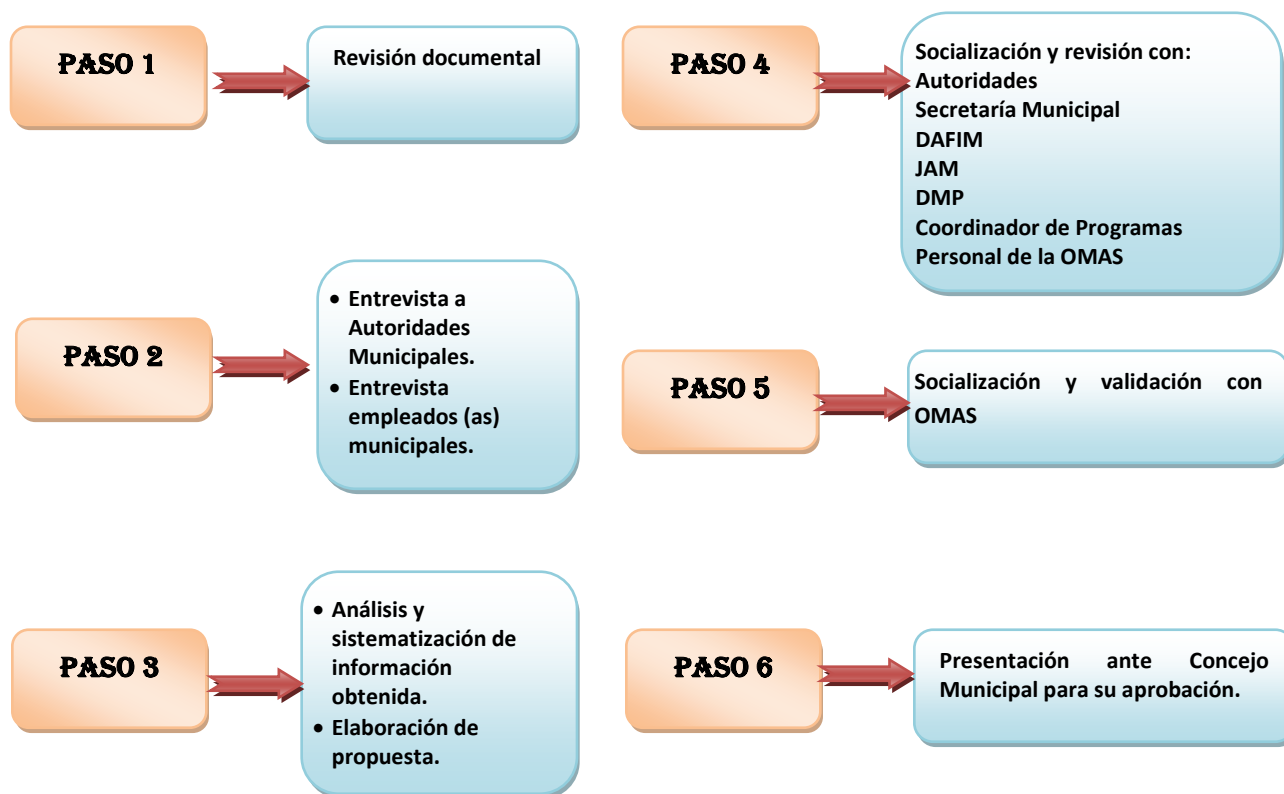 PASO 1
Revisión documental
PASO 2
• Entrevista a
Autoridades
Municipales.
• Entrevista
empleados (as)
municipales.
PASO 3
• Análisis y
sistematización de
información
obtenida.
• Elaboración de
propuesta.
PASO 4
Socialización y revisión con:
Autoridades
Secretaría Municipal
DAFIM
JAM
DMP
Coordinador de Programas
Personal de la OMAS
PASO 5
Socialización y validación con
OMAS
PASO 6
Presentación ante Concejo
Municipal para su aprobación.